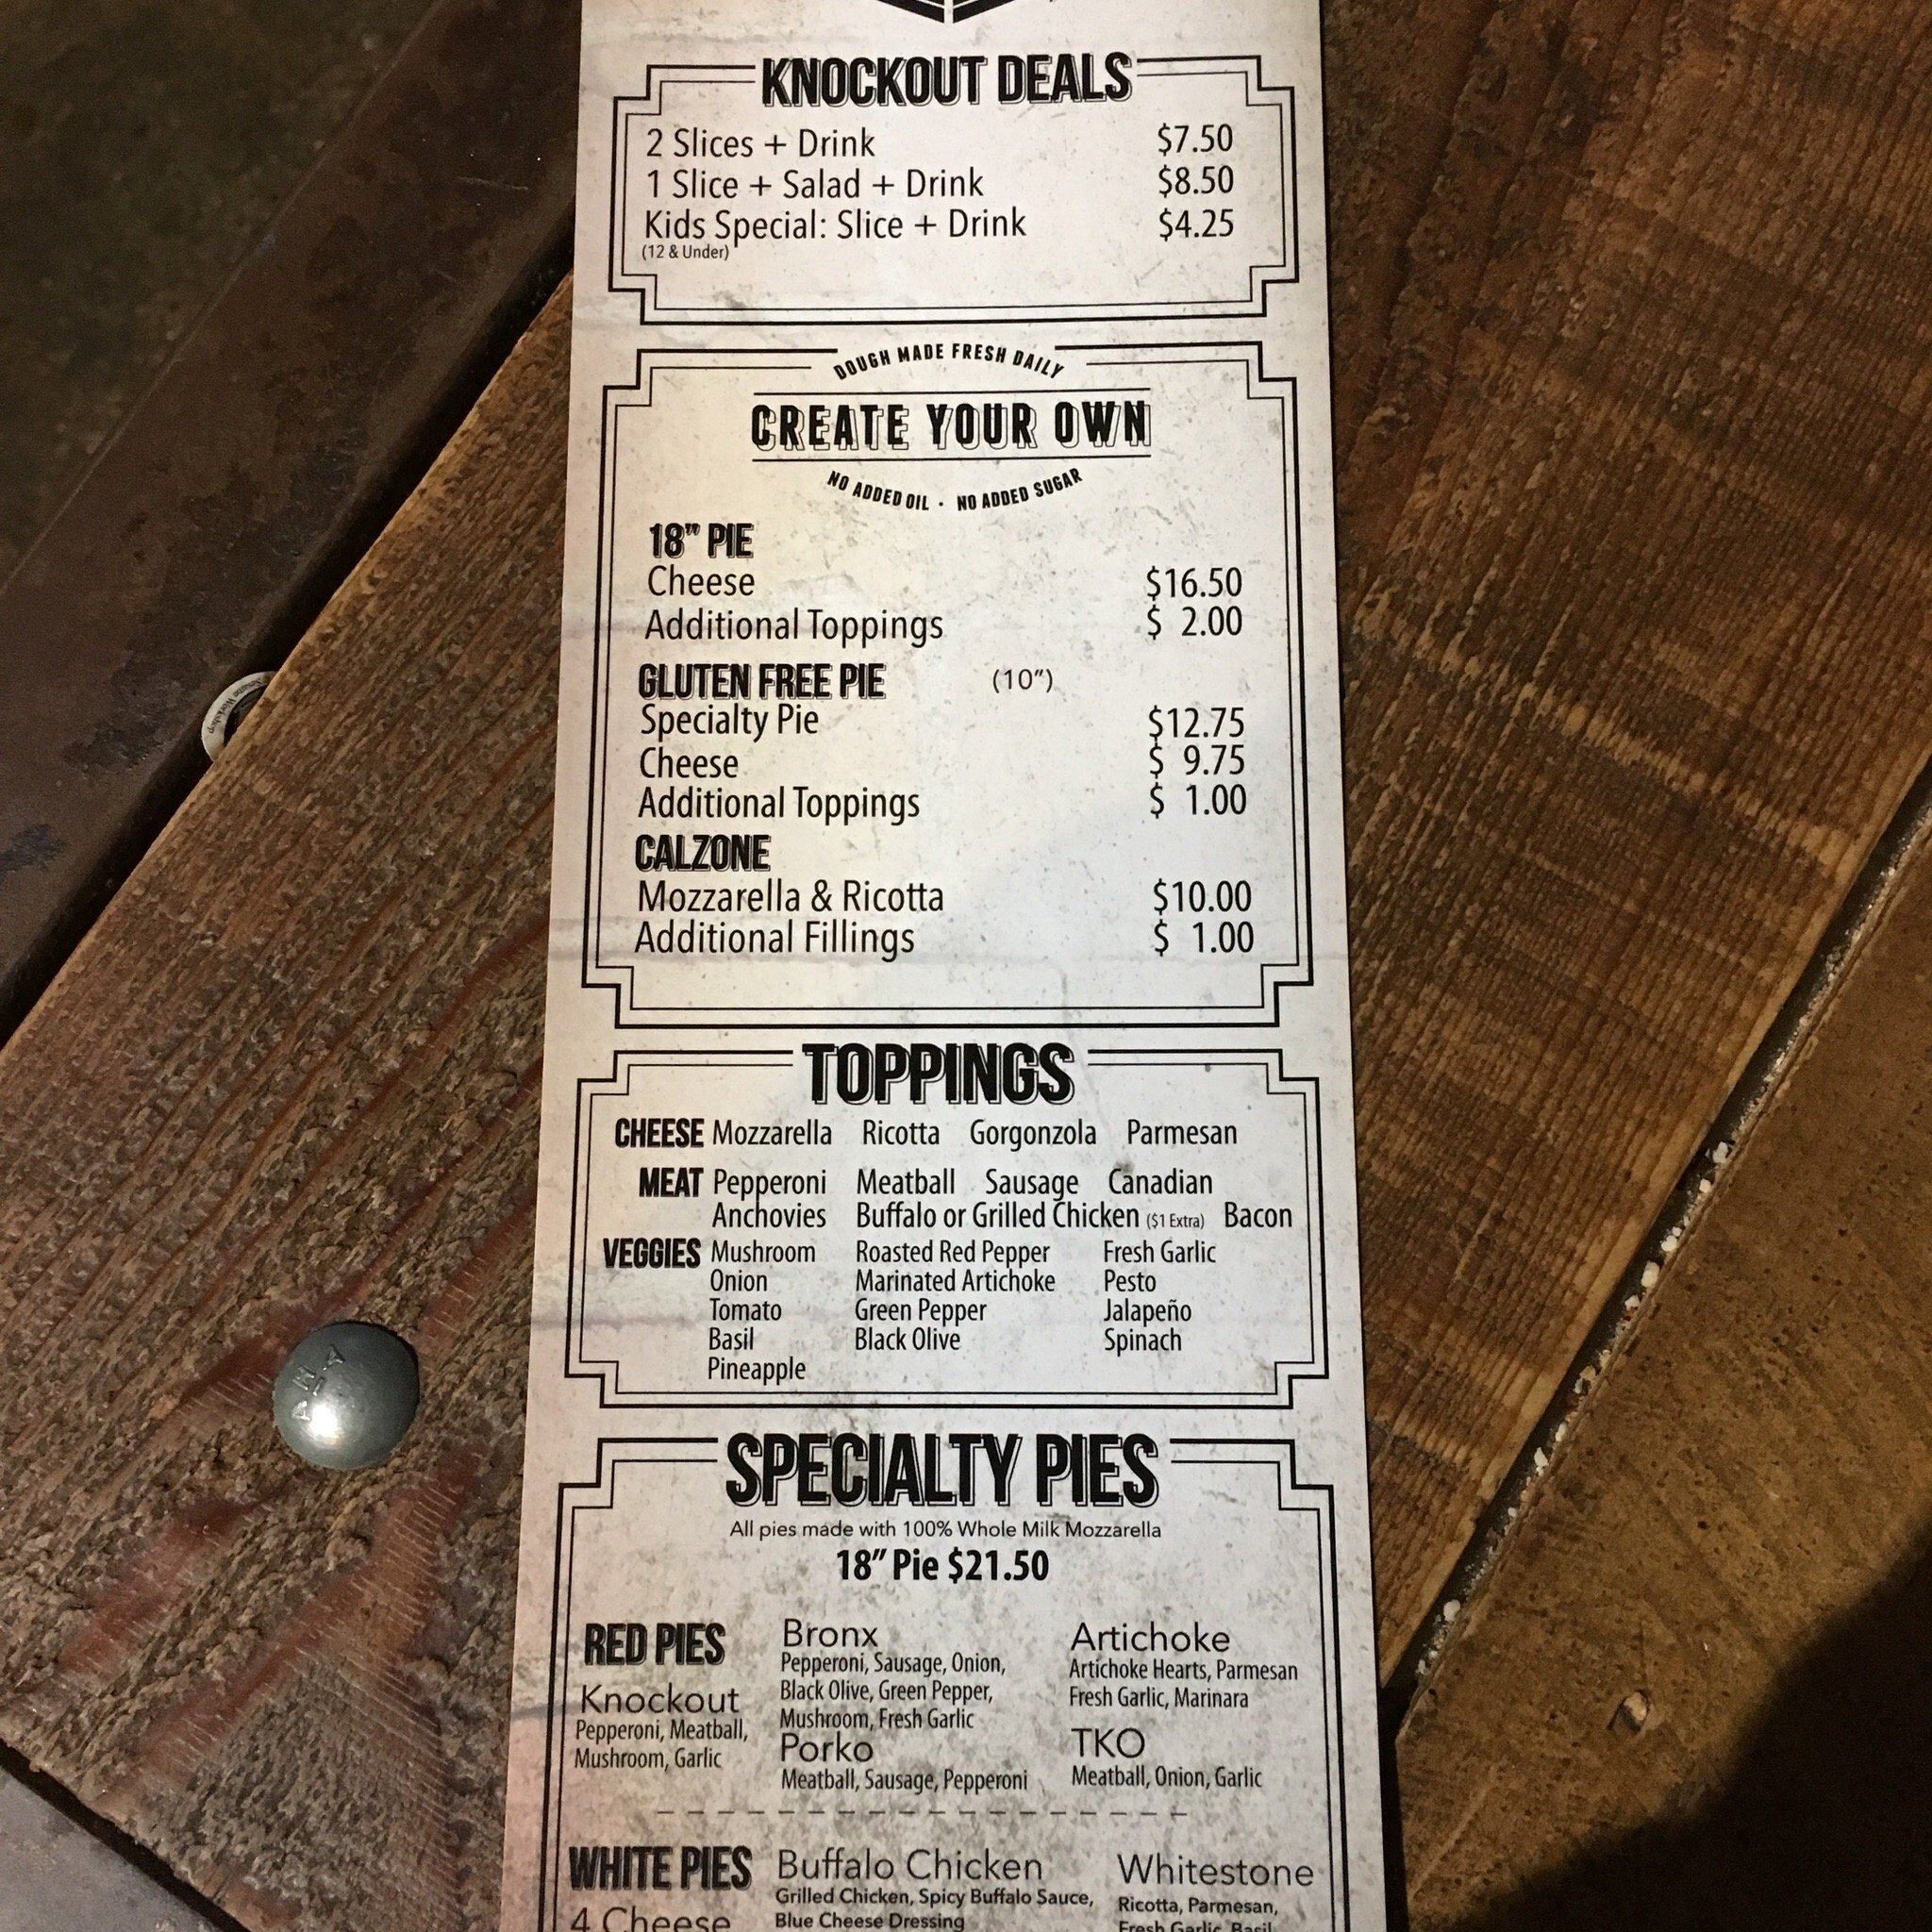 KNOCKOUT DEALS
2 Slices + Drink $7.50
1 Slice + Salad + Drink $8.50
Kids Special: Slice + Drink $4.25
(12 & Under)
DOUGH MADE FRESH DAILY
CREATE YOUR OWN
NO ADDED OIL · NO ADDED SUGAR
18" PIE
Cheese $16.50
Additional Toppings $ 2.00
GLUTEN FREE PIE (10")
Specialty Pie $12.75
Cheese $ 9.75
Additional Toppings $ 1.00
CALZONE
Mozzarella & Ricotta $10.00
Additional Fillings $ 1.00
TOPPINGS
CHEESE Mozzarella Ricotta Gorgonzola Parmesan
MEAT Pepperoni Meatball Sausage Canadian
Anchovies Buffalo or Grilled Chicken ($1 Extra) Bacon
VEGGIES Mushroom Roasted Red Pepper Fresh Garlic
Onion Marinated Artichoke Pesto
Tomato Green Pepper Jalapeño
Basil Black Olive Spinach
Pineapple
SPECIALTY PIES
All pies made with 100% Whole Milk Mozzarella
18" Pie $21.50
RED PIES
Knockout
Pepperoni, Meatball,
Mushroom, Garlic
Bronx
Pepperoni, Sausage, Onion,
Black Olive, Green Pepper,
Mushroom, Fresh Garlic
Porko
Meatball, Sausage, Pepperoni
Artichoke
Artichoke Hearts, Parmesan
Fresh Garlic, Marinara
TKO
Meatball, Onion, Garlic
WHITE PIES
4 Cheese
Buffalo Chicken
Grilled Chicken, Spicy Buffalo Sauce,
Blue Cheese Dressing
Whitestone
Ricotta, Parmesan,
Fresh Garlic, Basil